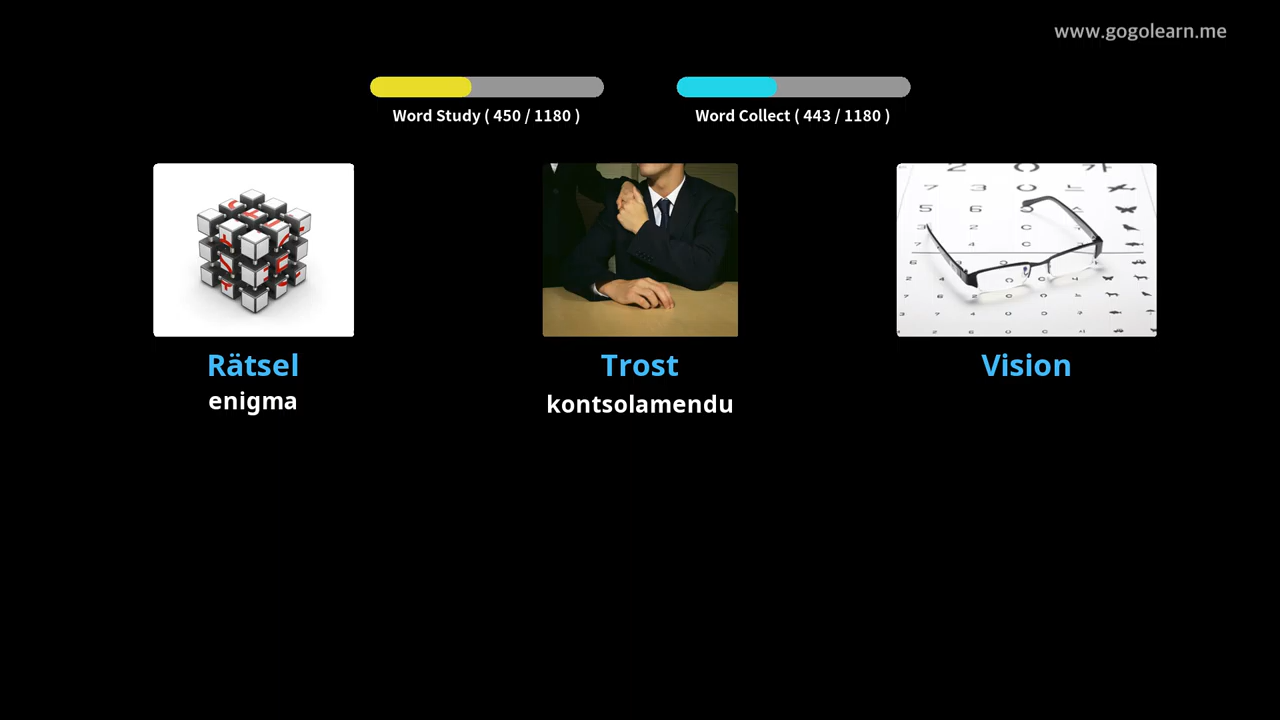 www.gogolearn.me
Word Study ( 450 / 1180 )
Word Collect ( 443 / 1180 )
Rätsel
Trost
Vision
enigma
kontsolamendu